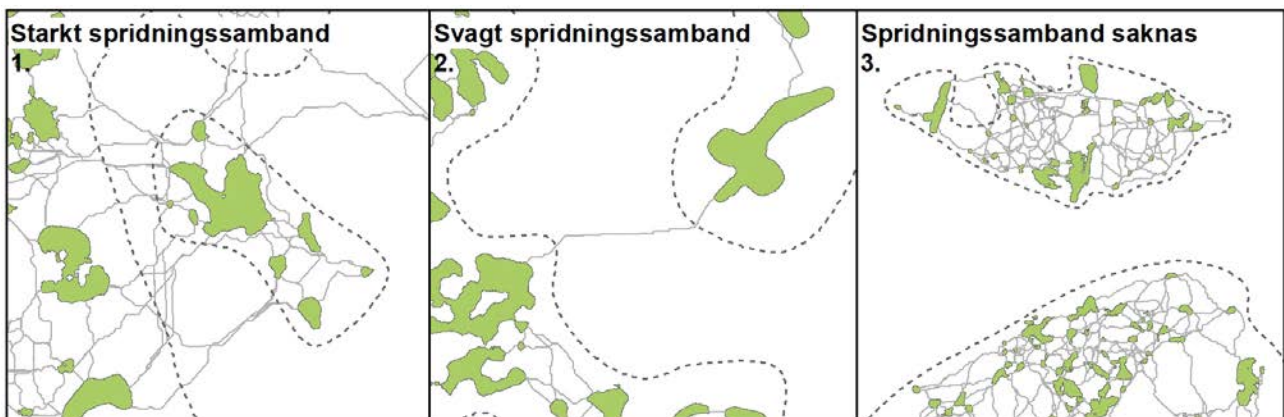 Starkt spridningssamband
1.
Svagt spridningssamband
2.
Spridningssamband saknas
3.